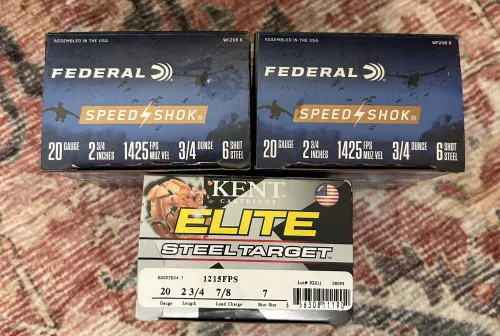 ASSEMBLED IN THE USA WF208 6
FEDERAL
SPEED SHOK®
20 GAUGE 2 3/4 INCHES 1425 FPS MUZ VEL 3/4 OUNCE 6 SHOT STEEL
ASSEMBLED IN THE USA WF208 6
FEDERAL
SPEED SHOK®
20 GAUGE 2 3/4 INCHES 1425 FPS MUZ VEL 3/4 OUNCE 6 SHOT STEEL
KENT
CARTRIDGE
ELITE
STEEL TARGET
1215FPS
20 2 3/4 7/8 7
Gauge Length Load Charge Shot Size